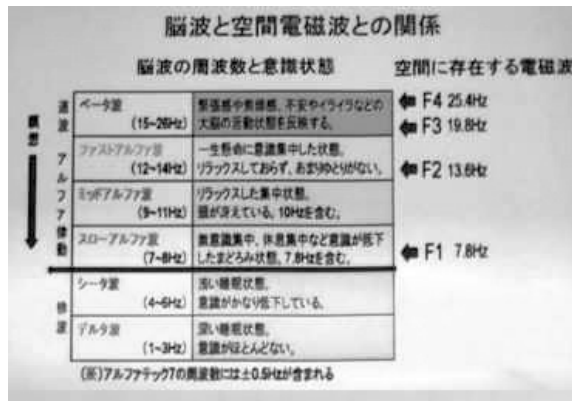 脳波と空間電磁波との関係
脳波の周波数と意識状態
空間に存在する電磁波
速波
瞑想
アルファ律動
徐波
ベータ波
(15~26Hz)
緊張感や焦燥感、不安やイライラなどの
大脳の活動状態を反映する。
ファストアルファ波
(12~14Hz)
一生懸命に意識集中した状態。
リラックスしておらず、あまりゆとりがない。
ミッドアルファ波
(9~11Hz)
リラックスした集中状態。
頭が冴えている。10Hzを含む。
スローアルファ波
(7~8Hz)
無意識集中、休息集中など意識が低下
したまどろみ状態。7.8Hzを含む。
シータ波
(4~6Hz)
浅い睡眠状態。
意識がかなり低下している。
デルタ波
(1~3Hz)
深い睡眠状態。
意識がほとんどない。
F4 25.4Hz
F3 19.8Hz
F2 13.6Hz
F1 7.8Hz
(※)アルファテック7の周波数には±0.5Hzが含まれる